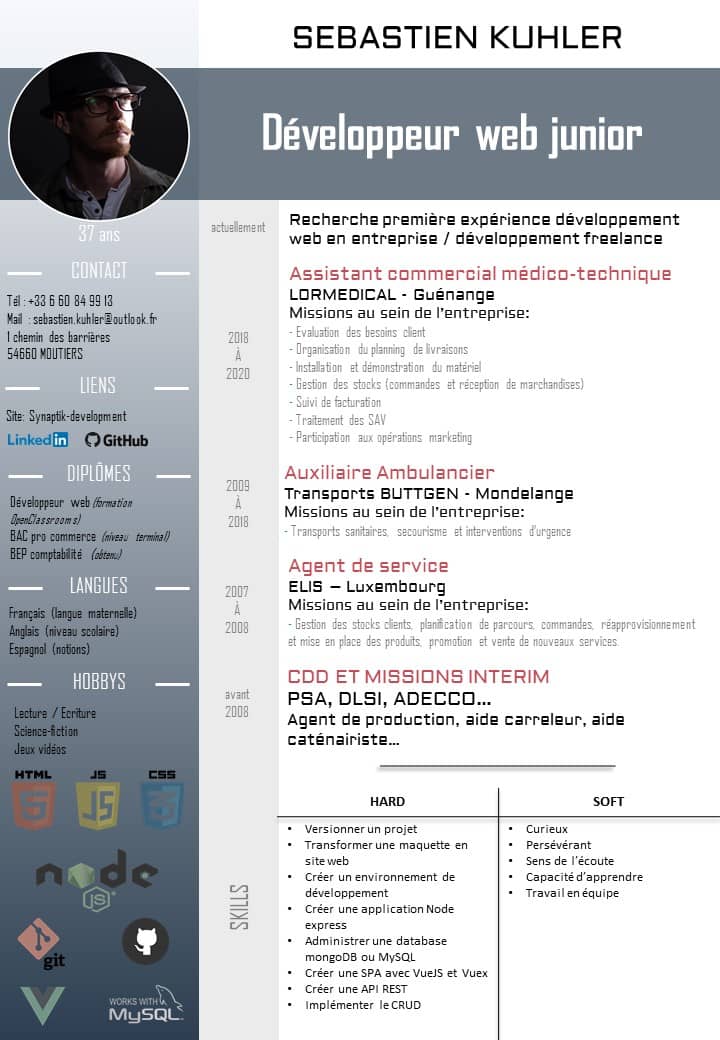 SEBASTIEN KUHLER
Développeur web junior
37 ans
CONTACT
Tél : +33 6 60 84 99 13
Mail : sebastien.kuhler@outlook.fr
1 chemin des barrières
54660 MOUTIERS
LIENS
Site: Synaptik-development
LinkedIn GitHub
DIPLÔMES
Développeur web (formation
OpenClassrooms)
BAC pro commerce (niveau terminal)
BEP comptabilité (obtenu)
LANGUES
Français (langue maternelle)
Anglais (niveau scolaire)
Espagnol (notions)
HOBBYS
Lecture / Ecriture
Science-fiction
Jeux vidéos
HTML JS CSS
5 JS 3
node
JS
git
WORKS WITH
MySQL
actuellement
Recherche première expérience développement
web en entreprise / développement freelance
2018
À
2020
Assistant commercial médico-technique
LORMEDICAL - Guénange
Missions au sein de l'entreprise:
- Evaluation des besoins client
- Organisation du planning de livraisons
- Installation et démonstration du matériel
- Gestion des stocks (commandes et réception de marchandises)
- Suivi de facturation
- Traitement des SAV
- Participation aux opérations marketing
2009
À
2018
Auxiliaire Ambulancier
Transports BUTTGEN - Mondelange
Missions au sein de l'entreprise:
- Transports sanitaires, secourisme et interventions d'urgence
2007
À
2008
Agent de service
ELIS – Luxembourg
Missions au sein de l'entreprise:
- Gestion des stocks clients, planification de parcours, commandes, réapprovisionnement
et mise en place des produits, promotion et vente de nouveaux services.
avant
2008
CDD ET MISSIONS INTERIM
PSA, DLSI, ADECCO...
Agent de production, aide carreleur, aide
caténairiste...
SKILLS
HARD
• Versionner un projet
• Transformer une maquette en
site web
• Créer un environnement de
développement
• Créer une application Node
express
• Administrer une database
mongoDB ou MySQL
• Créer une SPA avec VueJS et Vuex
• Créer une API REST
• Implémenter le CRUD
SOFT
• Curieux
• Persévérant
• Sens de l'écoute
• Capacité d'apprendre
• Travail en équipe